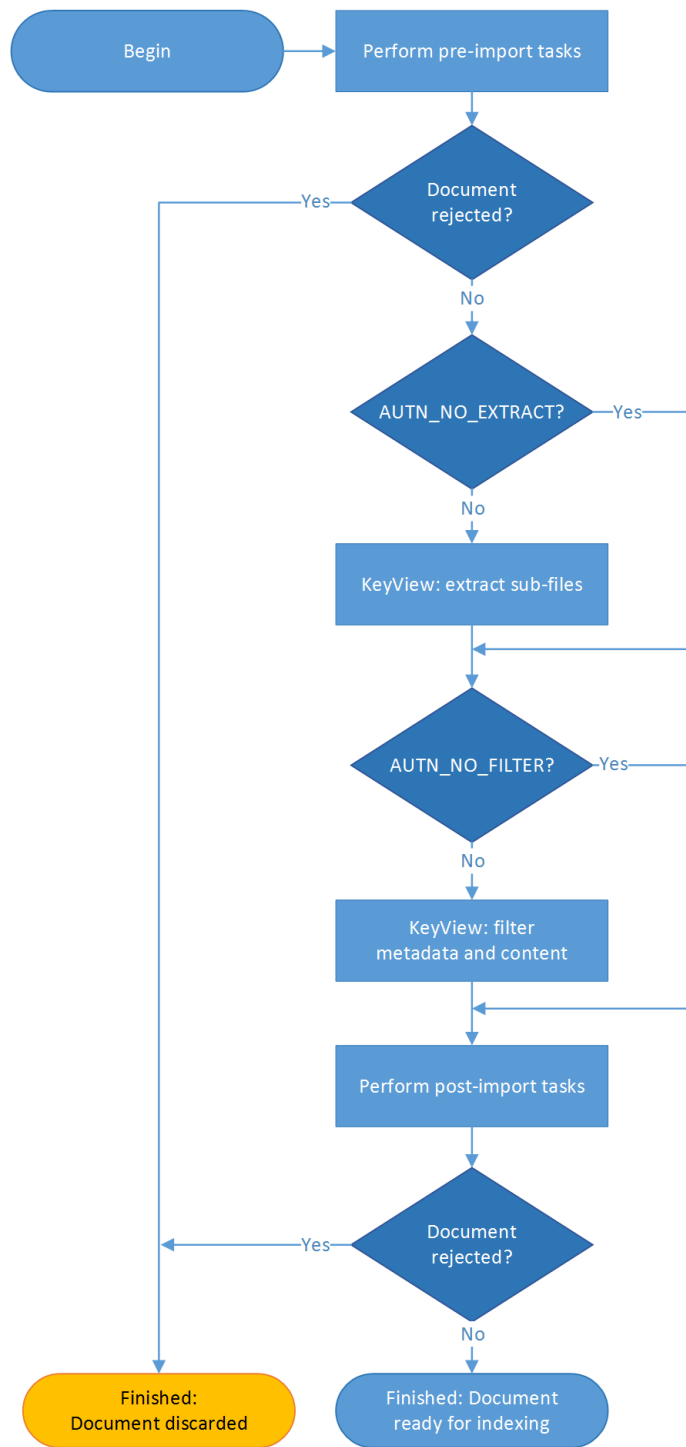 Begin
Perform pre-import tasks
Document
rejected?
Yes
No
AUTN_NO_EXTRACT?
Yes
No
KeyView: extract sub-files
AUTN_NO_FILTER?
Yes
No
KeyView: filter
metadata and content
Perform post-import tasks
Document
rejected?
Yes
No
Finished:
Document discarded
Finished: Document
ready for indexing